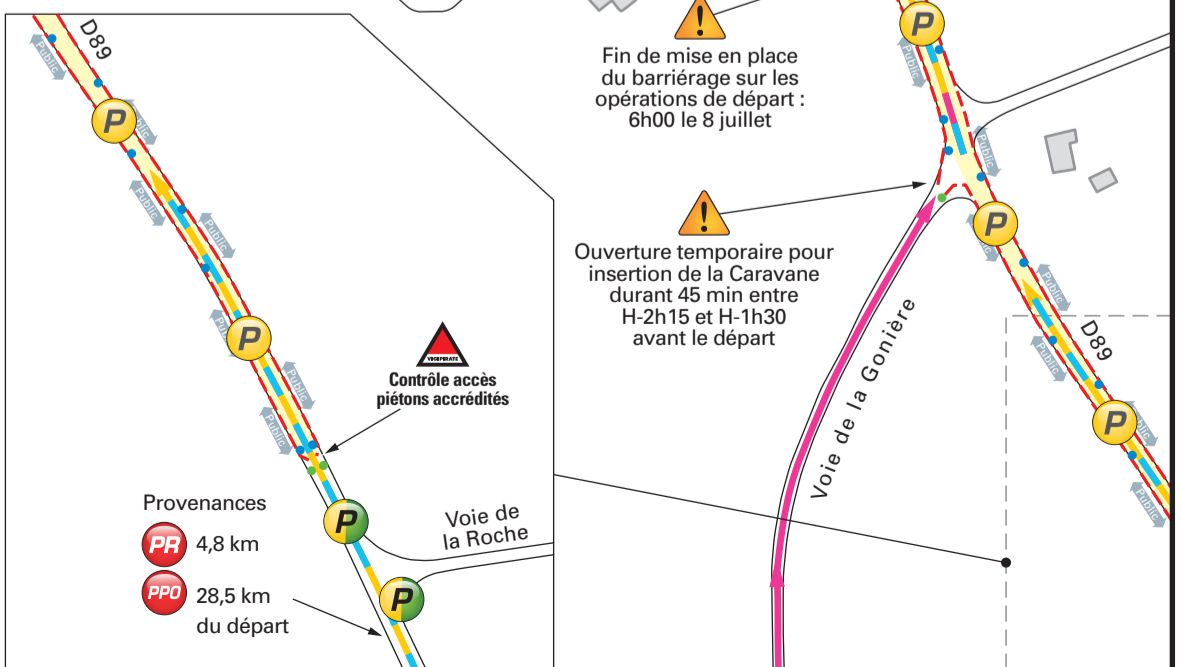 D89
Public
P
Public
Public
Public
Public
P
Public
Public
VIGIPIRATE
Contrôle accès
piétons accrédités
Provenances
PR 4,8 km
PPO 28,5 km
du départ
P
Voie de
la Roche
P
Fin de mise en place
du barriérage sur les
opérations de départ :
6h00 le 8 juillet
P
Public
Ouverture temporaire pour
insertion de la Caravane
durant 45 min entre
H-2h15 et H-1h30
avant le départ
Public
P
Public
Public
D89
Voie de la Gonière
Public
P
Public
Public